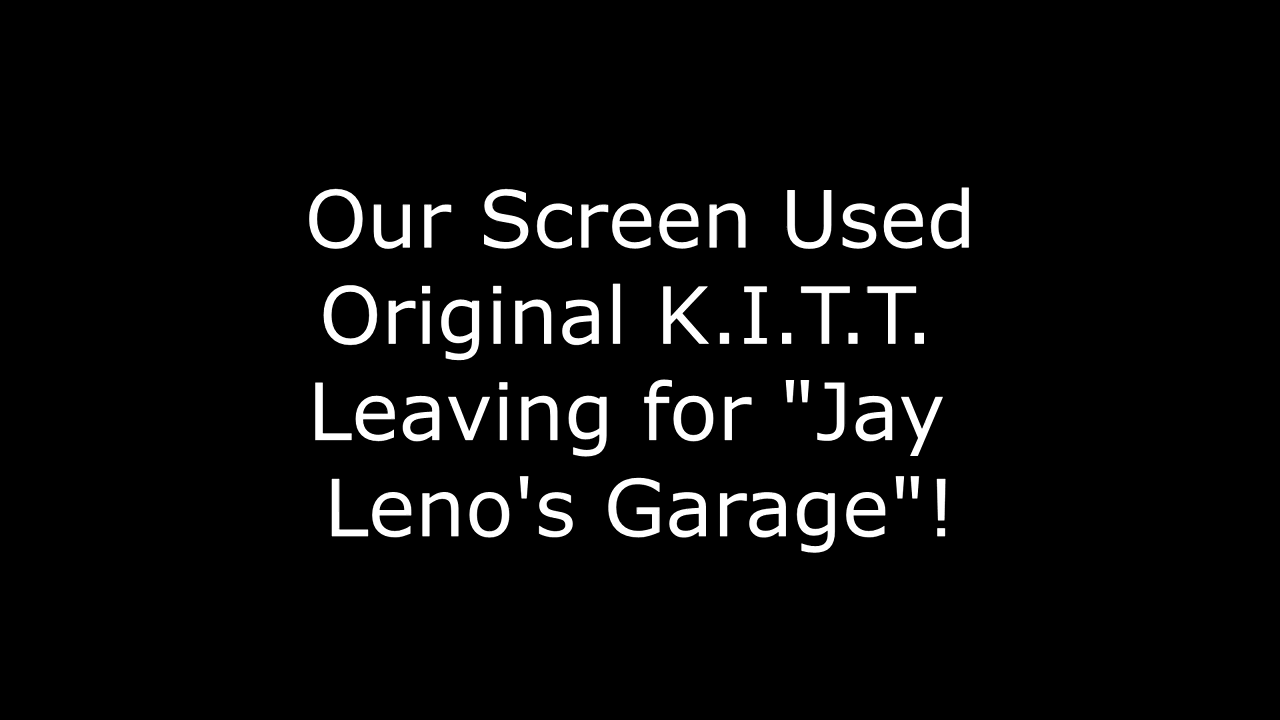 Our Screen Used
Original K.I.T.T.
Leaving for "Jay
Leno's Garage"!